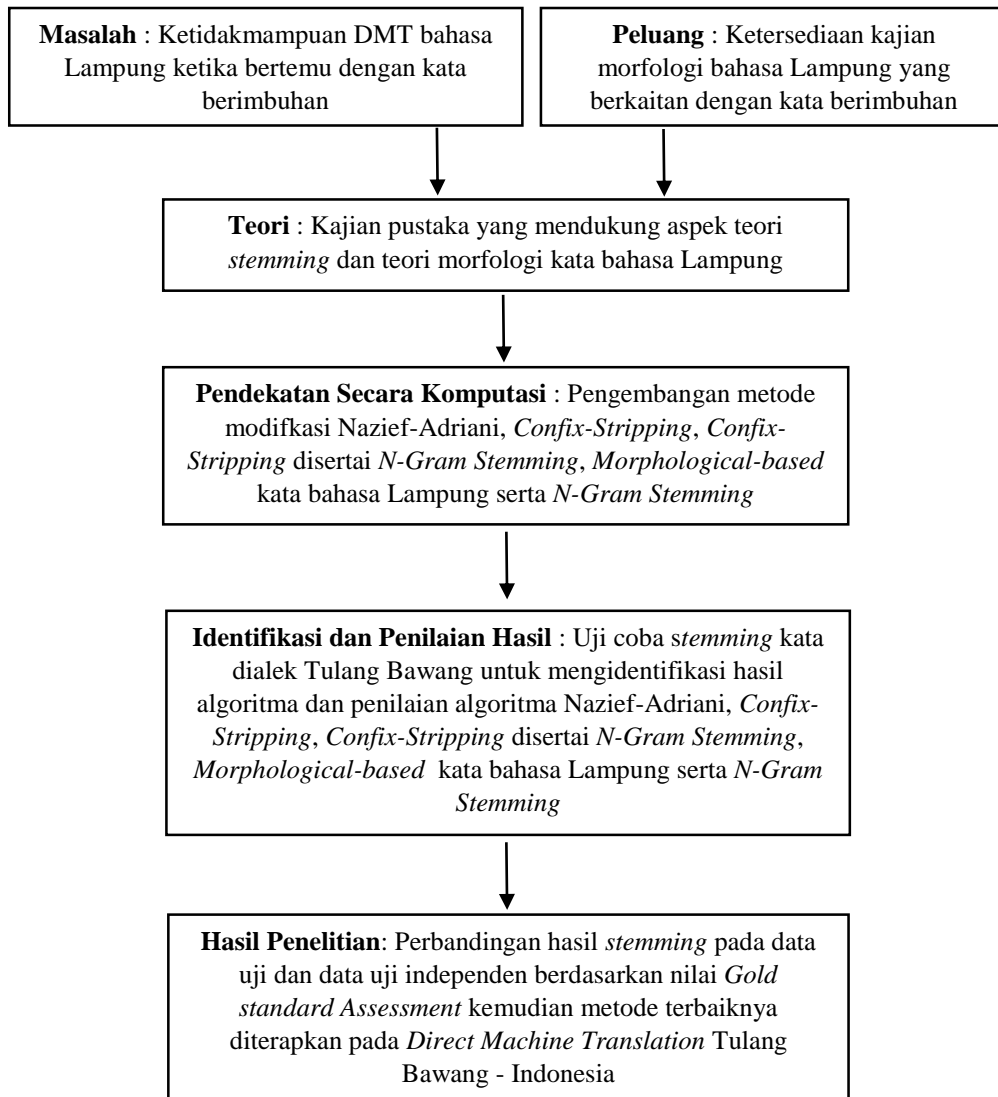 Masalah : Ketidakmampuan DMT bahasa
Lampung ketika bertemu dengan kata
berimbuhan
Peluang : Ketersediaan kajian
morfologi bahasa Lampung yang
berkaitan dengan kata berimbuhan
Teori : Kajian pustaka yang mendukung aspek teori
stemming dan teori morfologi kata bahasa Lampung
Pendekatan Secara Komputasi : Pengembangan metode
modifkasi Nazief-Adriani, Confix-Stripping, Confix-
Stripping disertai N-Gram Stemming, Morphological-based
kata bahasa Lampung serta N-Gram Stemming
Identifikasi dan Penilaian Hasil : Uji coba stemming kata
dialek Tulang Bawang untuk mengidentifikasi hasil
algoritma dan penilaian algoritma Nazief-Adriani, Confix-
Stripping, Confix-Stripping disertai N-Gram Stemming,
Morphological-based kata bahasa Lampung serta N-Gram
Stemming
Hasil Penelitian: Perbandingan hasil stemming pada data
uji dan data uji independen berdasarkan nilai Gold
standard Assessment kemudian metode terbaiknya
diterapkan pada Direct Machine Translation Tulang
Bawang - Indonesia